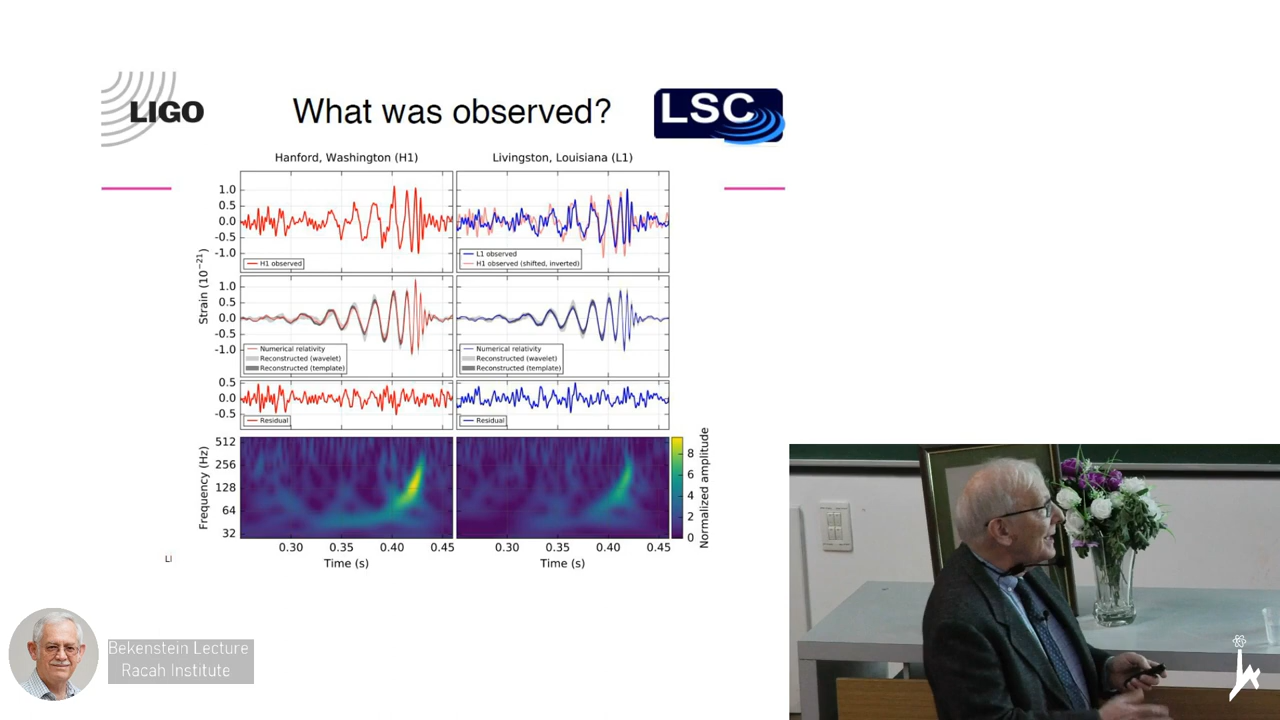 LIGO
What was observed?
LSC
Hanford, Washington (H1)
Livingston, Louisiana (L1)
1.0
0.5
0.0
-0.5
-1.0
H1 observed
L1 observed
H1 observed (shifted, inverted)
Strain (10⁻²¹)
1.0
0.5
0.0
-0.5
-1.0
Numerical relativity
Reconstructed (wavelet)
Reconstructed (template)
Numerical relativity
Reconstructed (wavelet)
Reconstructed (template)
0.5
0.0
-0.5
Residual
Residual
Frequency (Hz)
512
256
128
64
32
8
6
4
2
0
Normalized amplitude
0.30
0.35
0.40
0.45
0.30
0.35
0.40
0.45
Time (s)
Time (s)
LI
Bekenstein Lecture
Racah Institute